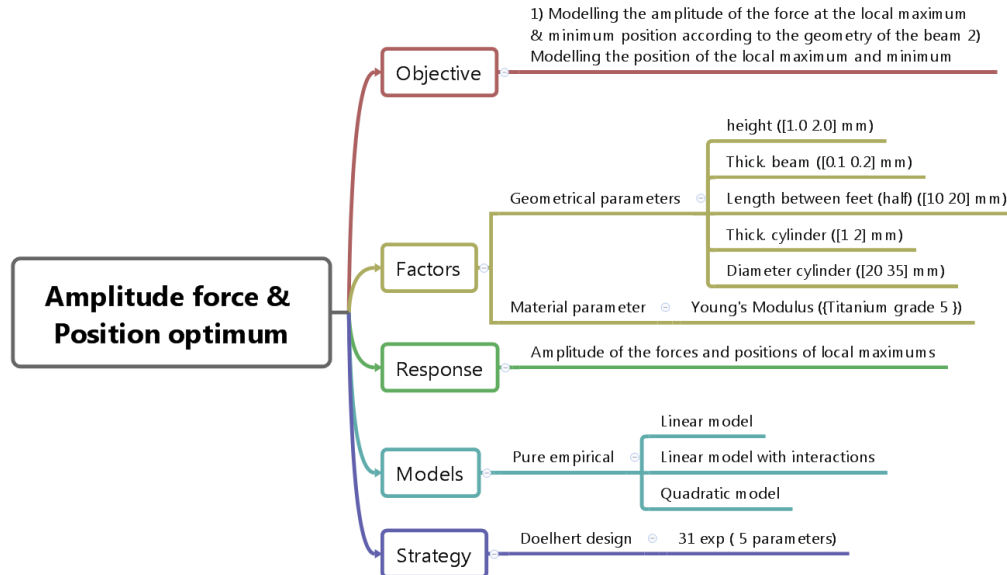 Amplitude force &
Position optimum
Objective
1) Modelling the amplitude of the force at the local maximum
& minimum position according to the geometry of the beam 2)
Modelling the position of the local maximum and minimum
Factors
Geometrical parameters
height ([1.0 2.0] mm)
Thick. beam ([0.1 0.2] mm)
Length between feet (half) ([10 20] mm)
Thick. cylinder ([1 2] mm)
Diameter cylinder ([20 35] mm)
Material parameter
Young's Modulus ({Titanium grade 5 })
Response
Amplitude of the forces and positions of local maximums
Models
Pure empirical
Linear model
Linear model with interactions
Quadratic model
Strategy
Doelhert design
31 exp ( 5 parameters)